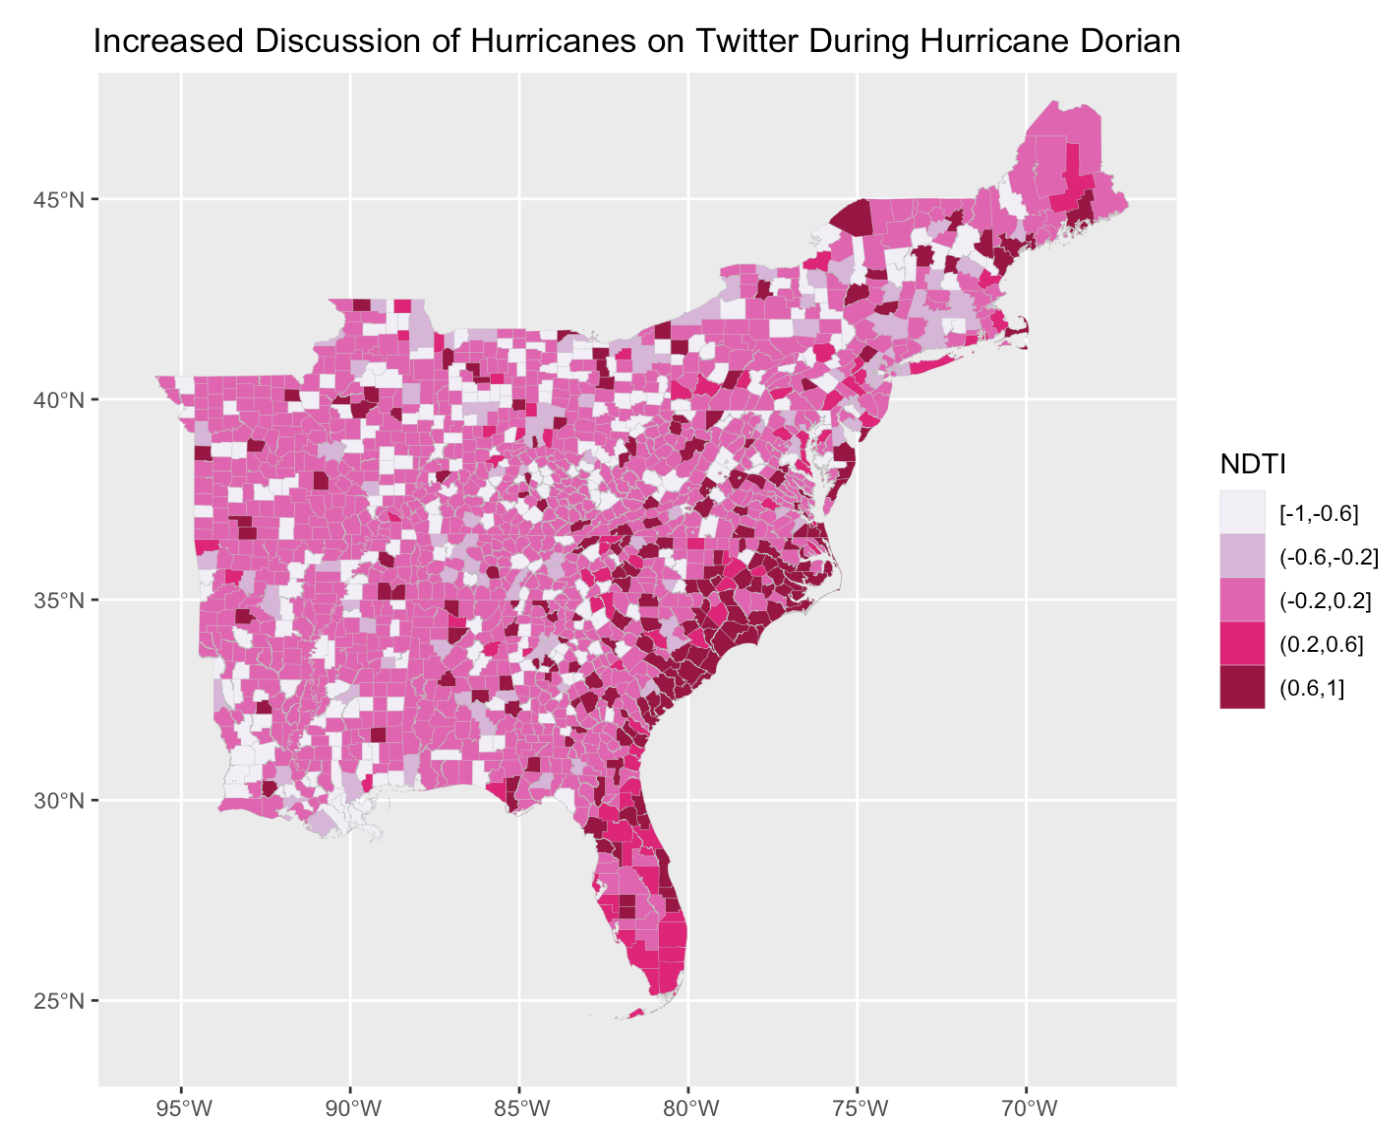 Increased Discussion of Hurricanes on Twitter During Hurricane Dorian
45°N
40°N
35°N
30°N
25°N
95°W
90°W
85°W
80°W
75°W
70°W
NDTI
[-1,-0.6]
(-0.6,-0.2]
(-0.2,0.2]
(0.2,0.6]
(0.6,1]